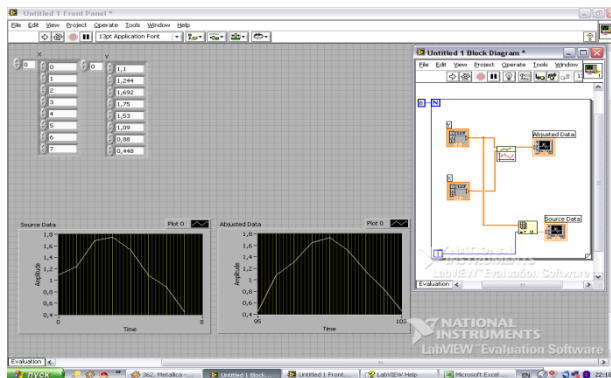 Untitled 1 Front Panel *
File Edit View Project Operate Tools Window Help
13pt Application Font
X
Y
0
0
0
1
2
3
4
5
6
7
1,1
1,244
1,692
1,75
1,53
1,09
0,88
0,448
Untitled 1 Block Diagram *
File Edit View Project Operate Tools Window
N
Y
Adjusted Data
X
Source Data
i
NATIONAL
INSTRUMENTS
LabVIEW Evaluation Software
Evaluation
Source Data
Plot 0
Amplitude
1,8
1,6
1,4
1,2
1
0,8
0,6
0,4
0
8
Time
Adjusted Data
Plot 0
Amplitude
1,8
1,6
1,4
1,2
1
0,8
0,6
0,4
95
103
Time
NATIONAL
INSTRUMENTS
LabVIEW Evaluation Software
Evaluation
пуск
362. Metallica -...
Untitled 1 Block...
Untitled 1 Front...
LabVIEW Help
Microsoft Excel ...
EN